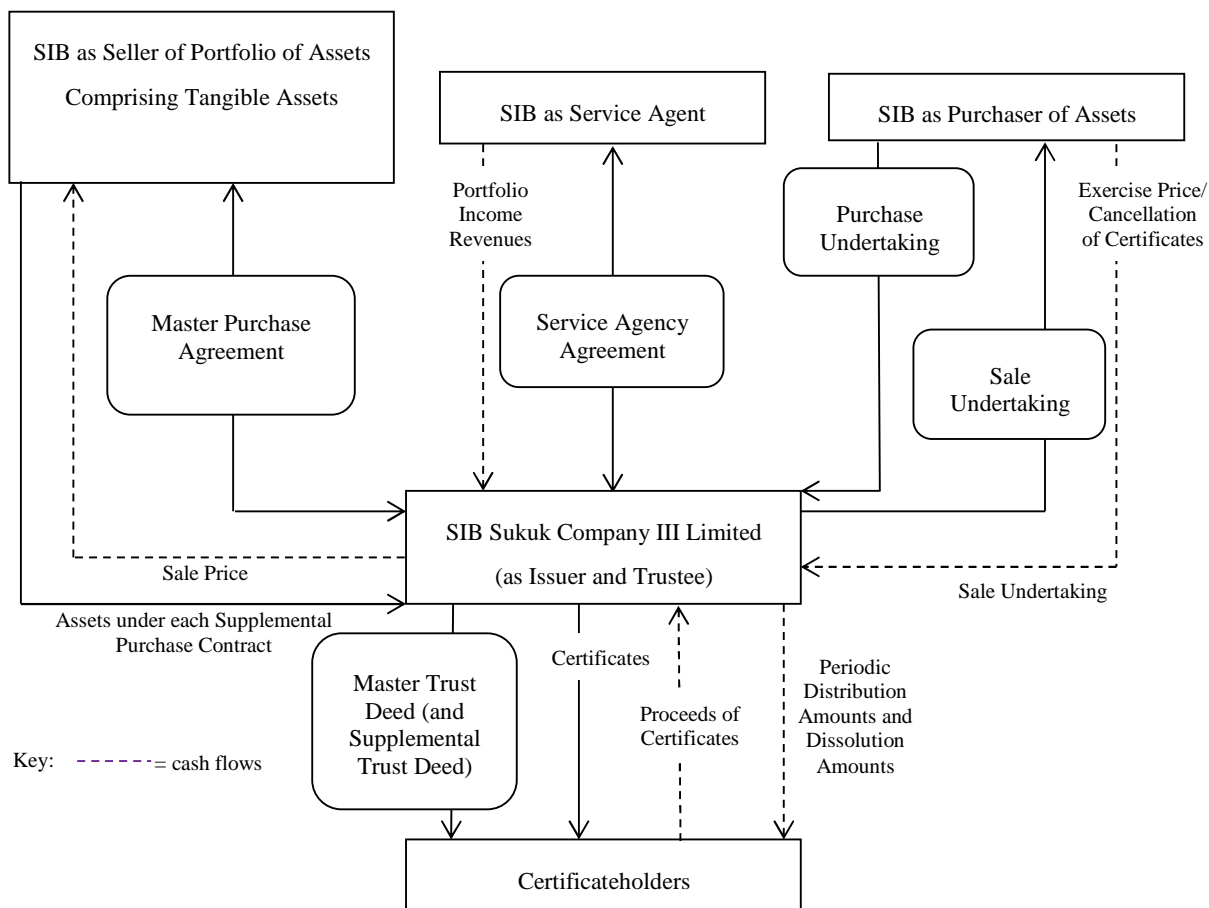 SIB as Seller of Portfolio of Assets
Comprising Tangible Assets
SIB as Service Agent
SIB as Purchaser of Assets
Portfolio
Income
Revenues
Purchase
Undertaking
Exercise Price/
Cancellation
of Certificates
Master Purchase
Agreement
Service Agency
Agreement
Sale
Undertaking
SIB Sukuk Company III Limited
(as Issuer and Trustee)
Sale Price
Sale Undertaking
Assets under each Supplemental
Purchase Contract
Master Trust
Deed (and
Supplemental
Trust Deed)
Certificates
Proceeds of
Certificates
Periodic
Distribution
Amounts and
Dissolution
Amounts
Key:
= cash flows
Certificateholders